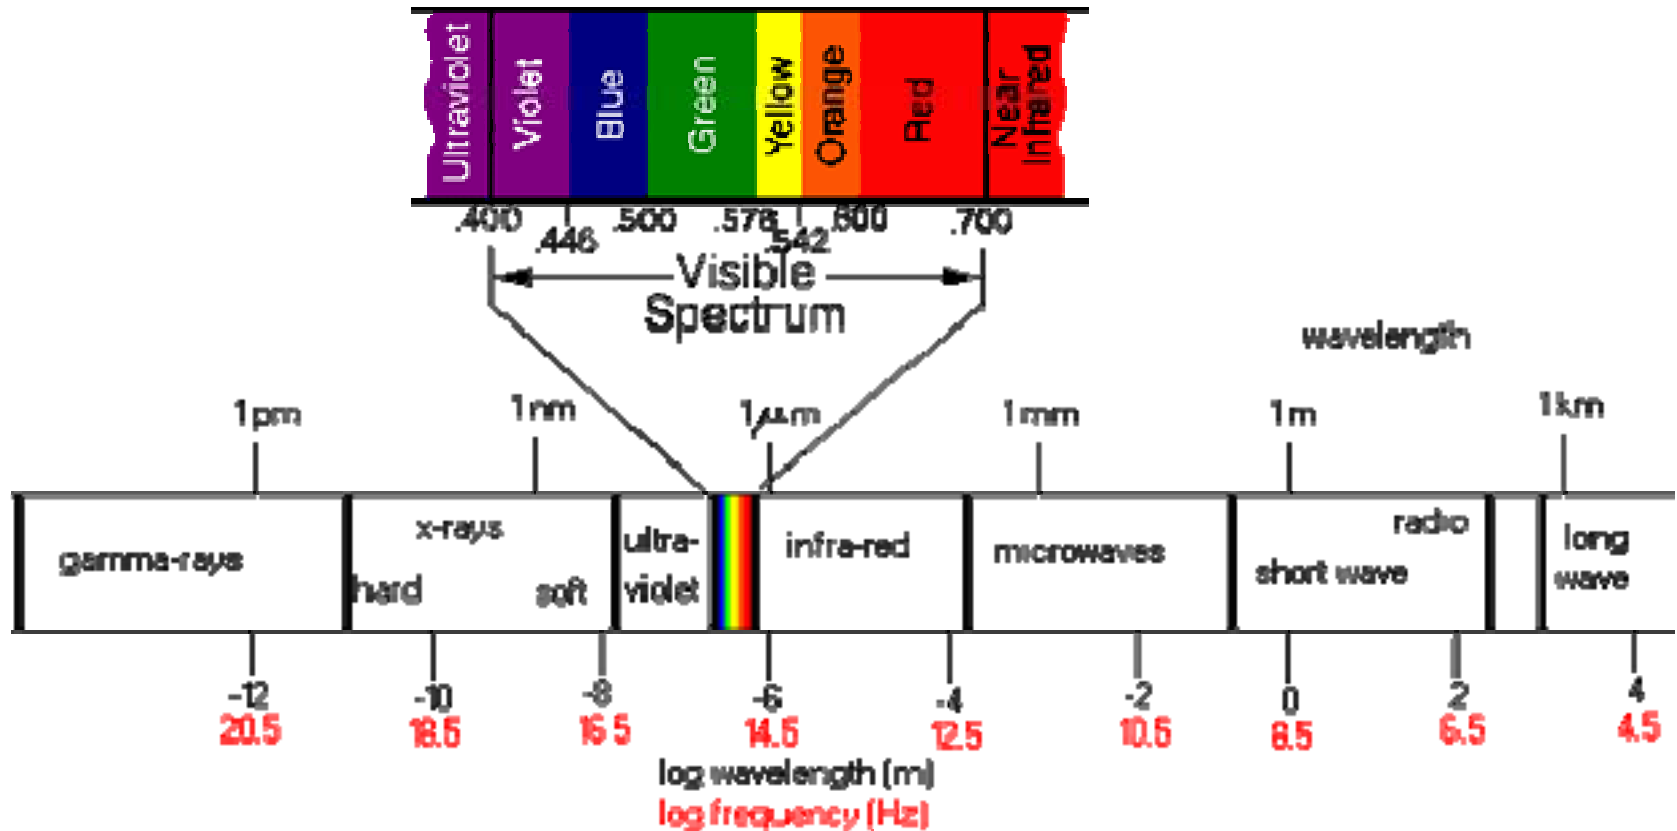 Ultraviolet
Violet
Blue
Green
Yellow
Orange
Red
Near
Infrared
.400 .500 .578 .600 .700
.446 .542
Visible
Spectrum
wavelength
1pm 1nm 1μm 1mm 1m 1km
gamma-rays
x-rays
hard soft
ultra-
violet
infra-red
microwaves
radio
short wave
long
wave
-12 -10 -8 -6 -4 -2 0 2 4
20.5 18.5 16 5 14.5 12.5 10.5 8.5 6.5 4.5
log wavelength (m)
log frequency (Hz)